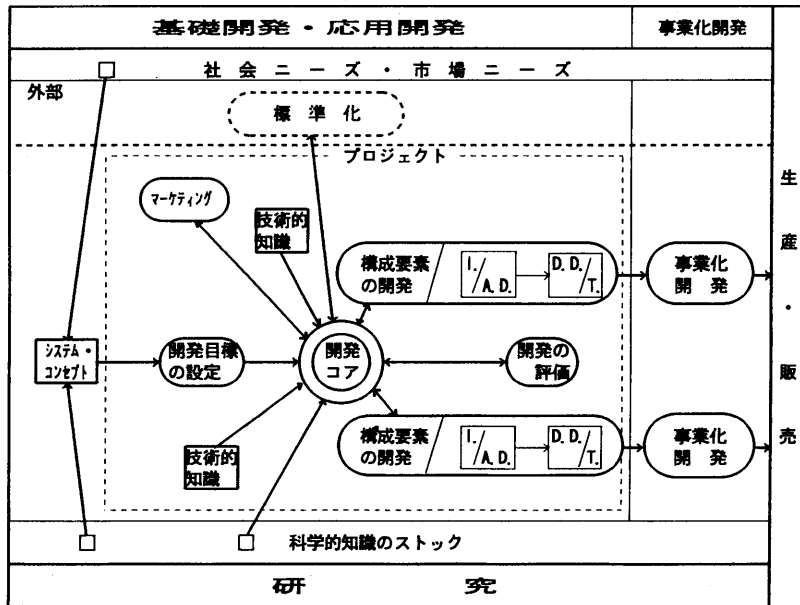 基礎開発・応用開発
事業化開発
社会ニーズ・市場ニーズ
外部
標準化
プロジェクト
マーケティング
技術的
知識
構成要素
の開発
I./A.D.
D.D./T.
事業化
開発
生産・販売
システム・
コンセプト
開発目標
の設定
開発
コア
開発の
評価
技術的
知識
構成要素
の開発
I./A.D.
D.D./T.
事業化
開発
科学的知識のストック
研究